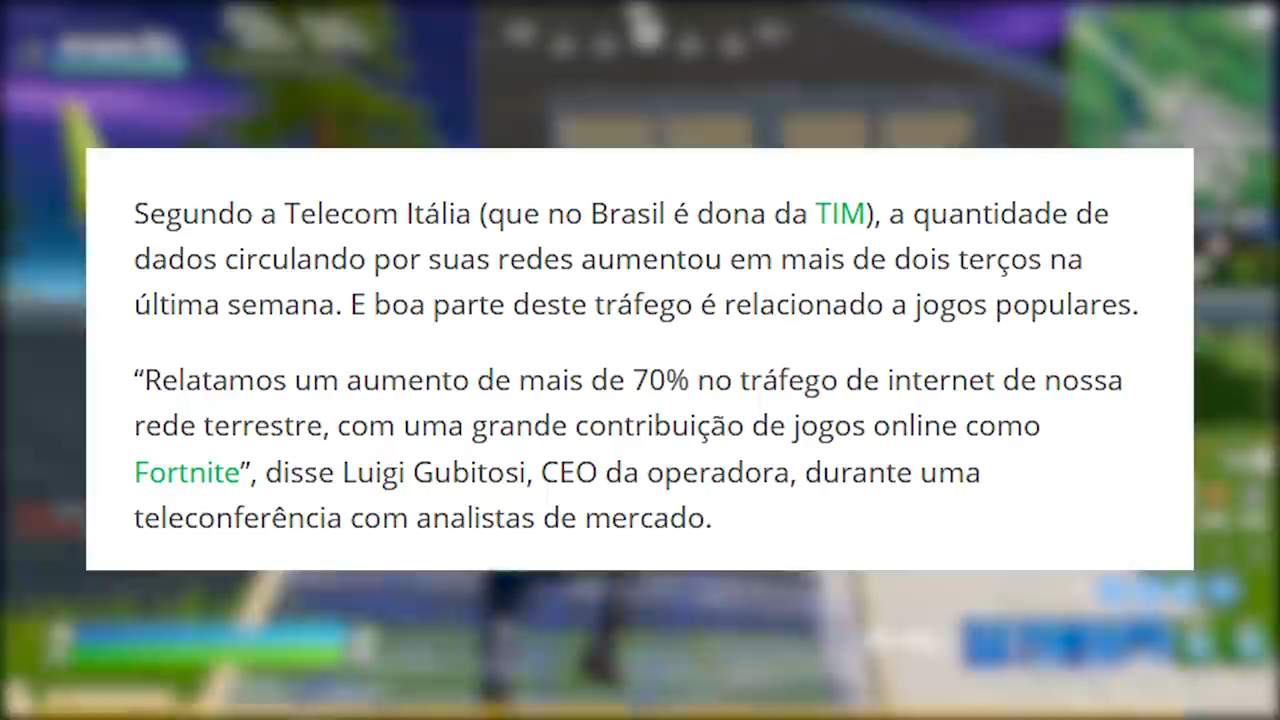 Segundo a Telecom Itália (que no Brasil é dona da TIM), a quantidade de
dados circulando por suas redes aumentou em mais de dois terços na
última semana. E boa parte deste tráfego é relacionado a jogos populares.
“Relatamos um aumento de mais de 70% no tráfego de internet de nossa
rede terrestre, com uma grande contribuição de jogos online como
Fortnite”, disse Luigi Gubitosi, CEO da operadora, durante uma
teleconferência com analistas de mercado.